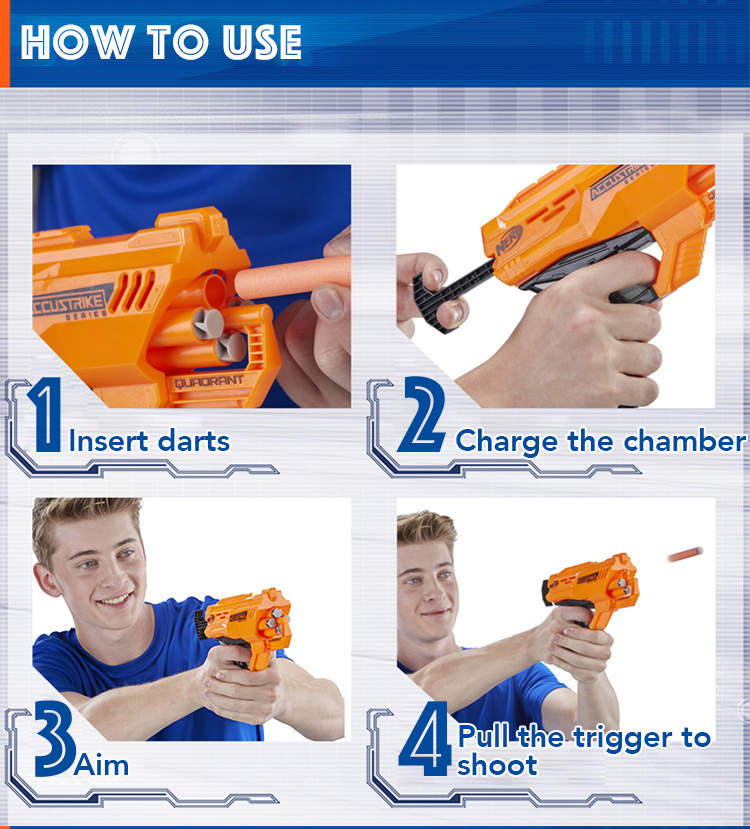 HOW TO USE
ACCUSTRIKE
SERIES
QUADRANT
1
Insert darts
NERF
ACCUSTRIKE
SERIES
2
Charge the chamber
3
Aim
4
Pull the trigger to
shoot